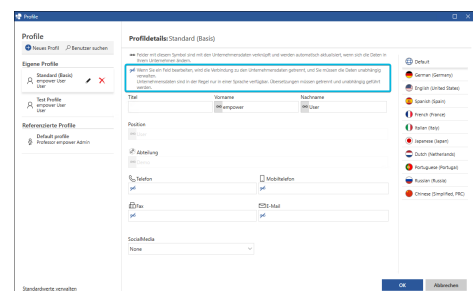 Profile
Profile
Neues Profil Benutzer suchen
Eigene Profile
Standard (Basis)
empower User
User
Test Profile
empower User
User
Referenzierte Profile
Default profile
Professor empower Admin
Standardwerte verwalten
Profildetails: Standard (Basis)
Felder mit diesem Symbol sind mit den Unternehmensdaten verknüpft und werden automatisch aktualisiert, wenn sich die Daten in
Ihrem Unternehmen ändern.
Wenn Sie ein Feld bearbeiten, wird die Verbindung zu den Unternehmensdaten getrennt, und Sie müssen die Daten unabhängig
verwalten.
Unternehmensdaten sind in der Regel nur in einer Sprache verfügbar. Übersetzungen müssen getrennt und unabhängig geführt
werden.
Titel Vorname Nachname
empower User
Position
Abteilung
Telefon Mobiltelefon
Fax E-Mail
SocialMedia
None
Default
German (Germany)
English (United States)
Spanish (Spain)
French (France)
Italian (Italy)
Japanese (Japan)
Dutch (Netherlands)
Portuguese (Portugal)
Russian (Russia)
Chinese (Simplified, PRC)
OK Abbrechen